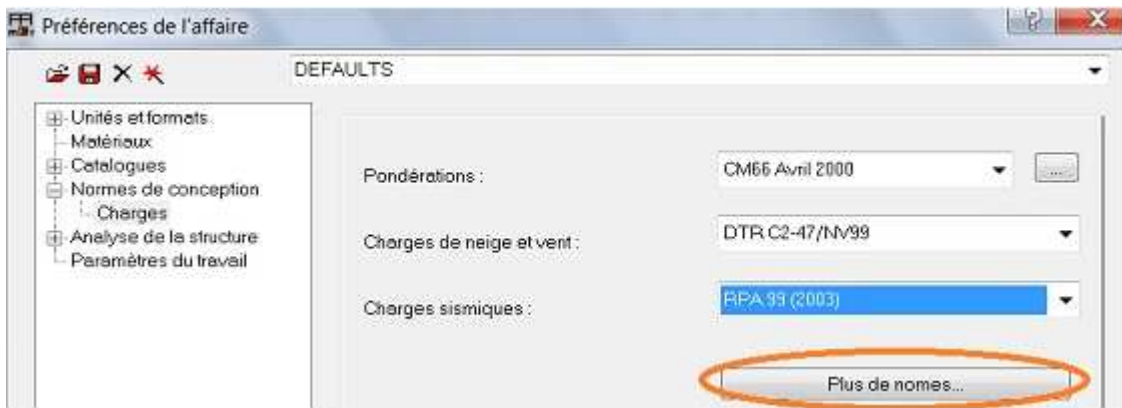 Préférences de l'affaire
DEFAULTS
Unités et formats
Matériaux
Catalogues
Normes de conception
Charges
Analyse de la structure
Paramètres du travail
Pondérations :
CM66 Avril 2000
...
Charges de neige et vent :
DTR C2-47/NV99
Charges sismiques :
RPA 99 (2003)
Plus de nomes...